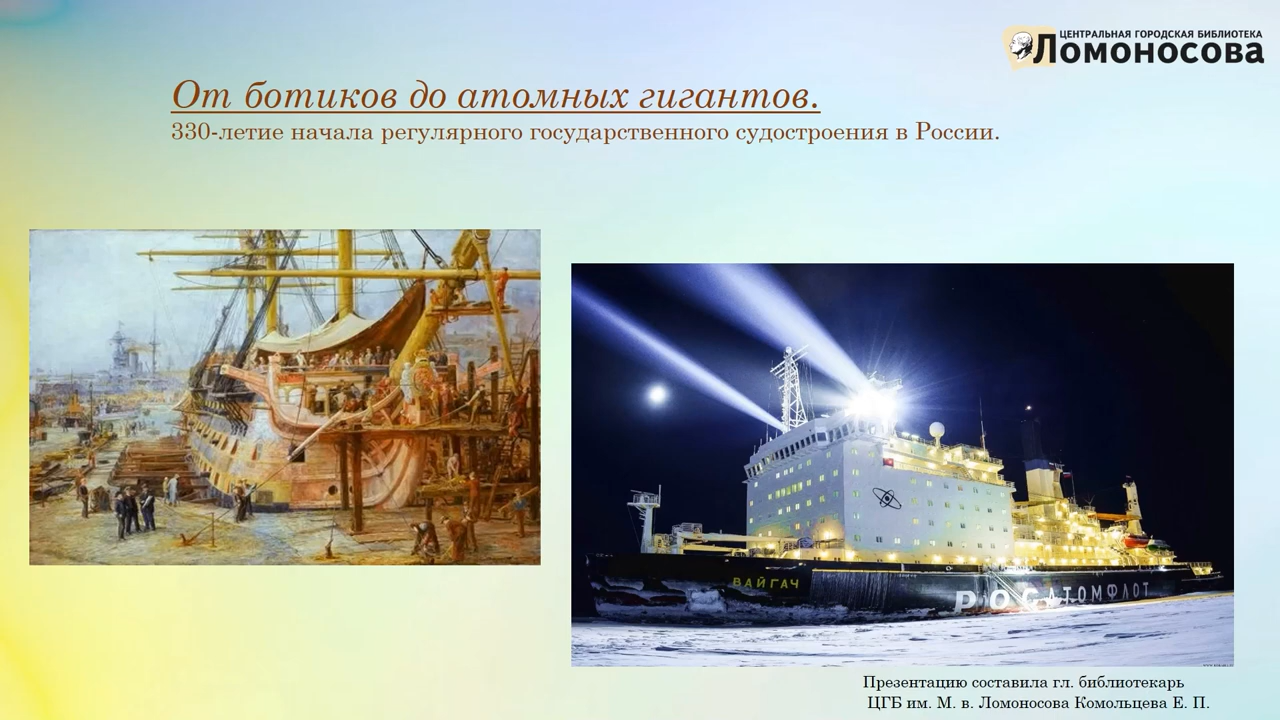 ЦЕНТРАЛЬНАЯ ГОРОДСКАЯ БИБЛИОТЕКА
Ломоносова
От ботиков до атомных гигантов.
330-летие начала регулярного государственного судостроения в России.
ВАЙГАЧ
РОСАТОМФЛОТ
Презентацию составила гл. библиотекарь
ЦГБ им. М. в. Ломоносова Комольцева Е. П.